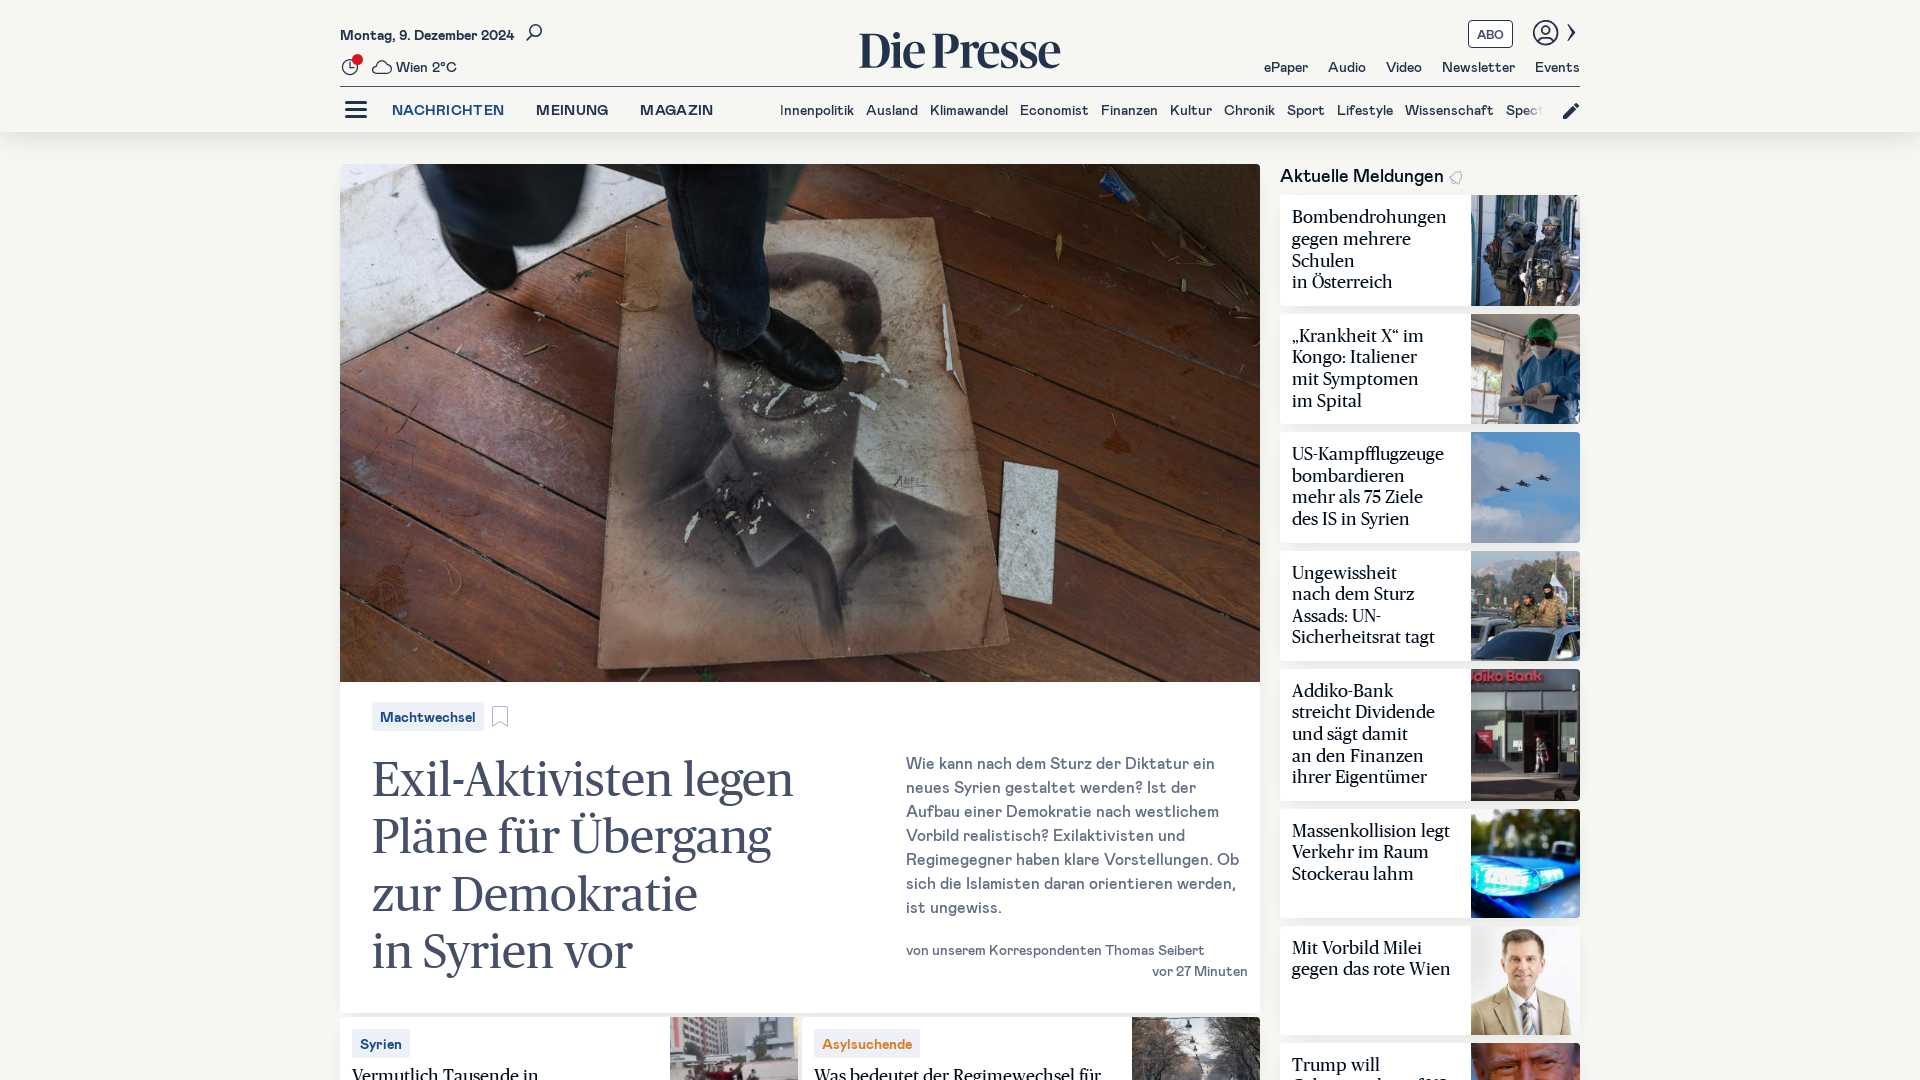 Montag, 9. Dezember 2024
Wien 2°C
Die Presse
ABO
ePaper Audio Video Newsletter Events
NACHRICHTEN MEINUNG MAGAZIN
Innenpolitik Ausland Klimawandel Economist Finanzen Kultur Chronik Sport Lifestyle Wissenschaft Spect
Machtwechsel
Exil-Aktivisten legen
Pläne für Übergang
zur Demokratie
in Syrien vor
Wie kann nach dem Sturz der Diktatur ein
neues Syrien gestaltet werden? Ist der
Aufbau einer Demokratie nach westlichem
Vorbild realistisch? Exilaktivisten und
Regimegegner haben klare Vorstellungen. Ob
sich die Islamisten daran orientieren werden,
ist ungewiss.
von unserem Korrespondenten Thomas Seibert
vor 27 Minuten
Syrien
Vermutlich Tausende in
Asylsuchende
Was bedeutet der Regimewechsel für
Aktuelle Meldungen
Bombendrohungen
gegen mehrere
Schulen
in Österreich
„Krankheit X“ im
Kongo: Italiener
mit Symptomen
im Spital
US-Kampfflugzeuge
bombardieren
mehr als 75 Ziele
des IS in Syrien
Ungewissheit
nach dem Sturz
Assads: UN-
Sicherheitsrat tagt
Addiko-Bank
streicht Dividende
und sägt damit
an den Finanzen
ihrer Eigentümer
ddiko Bank
Massenkollision legt
Verkehr im Raum
Stockerau lahm
Mit Vorbild Milei
gegen das rote Wien
Trump will